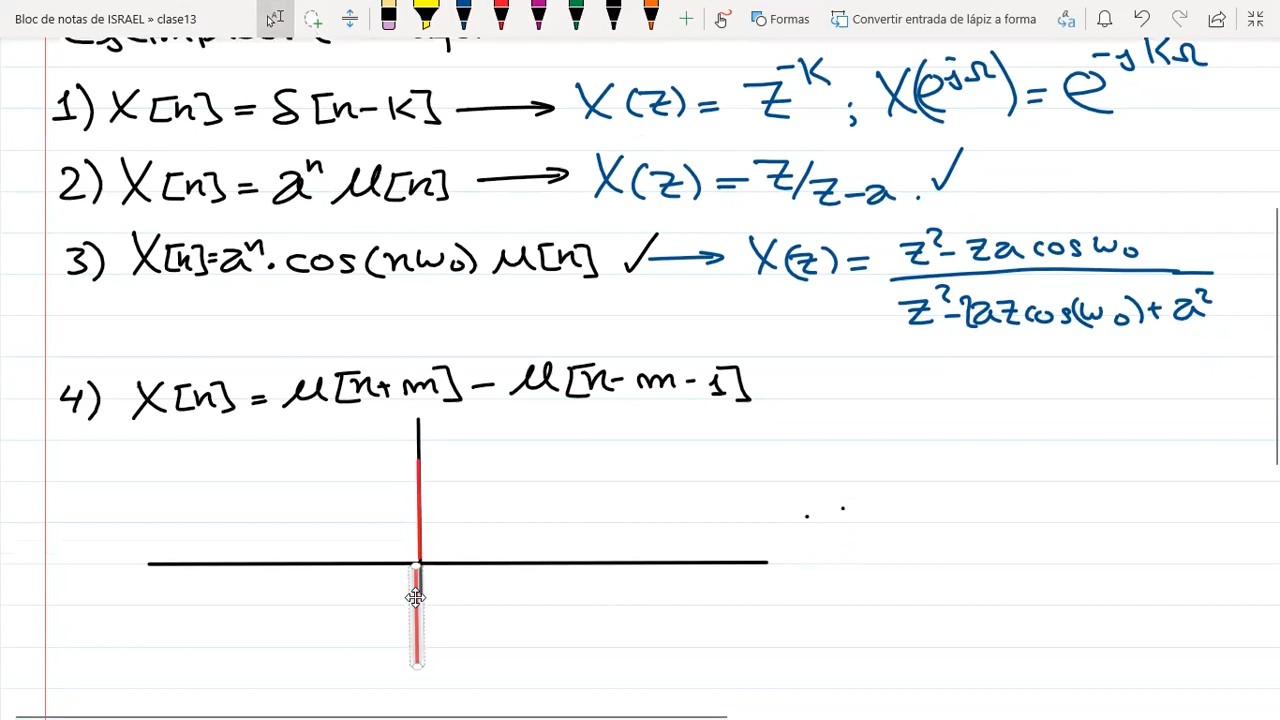 Bloc de notas de ISRAEL » clase13
Formas
Convertir entrada de lápiz a forma
1) X[n] = δ[n-K] → X(z) = z^-K ; X(e^jΩ) = e^-jKΩ
2) X[n] = a^n μ[n] → X(z) = z/z-a . ✓
3) X[n]=a^n · cos(nω₀) μ[n] ✓ → X(z) = z²- za cos ω₀
z²-2az cos(ω₀) + a²
4) X[n] = μ[n+m] - μ[n-m-1]